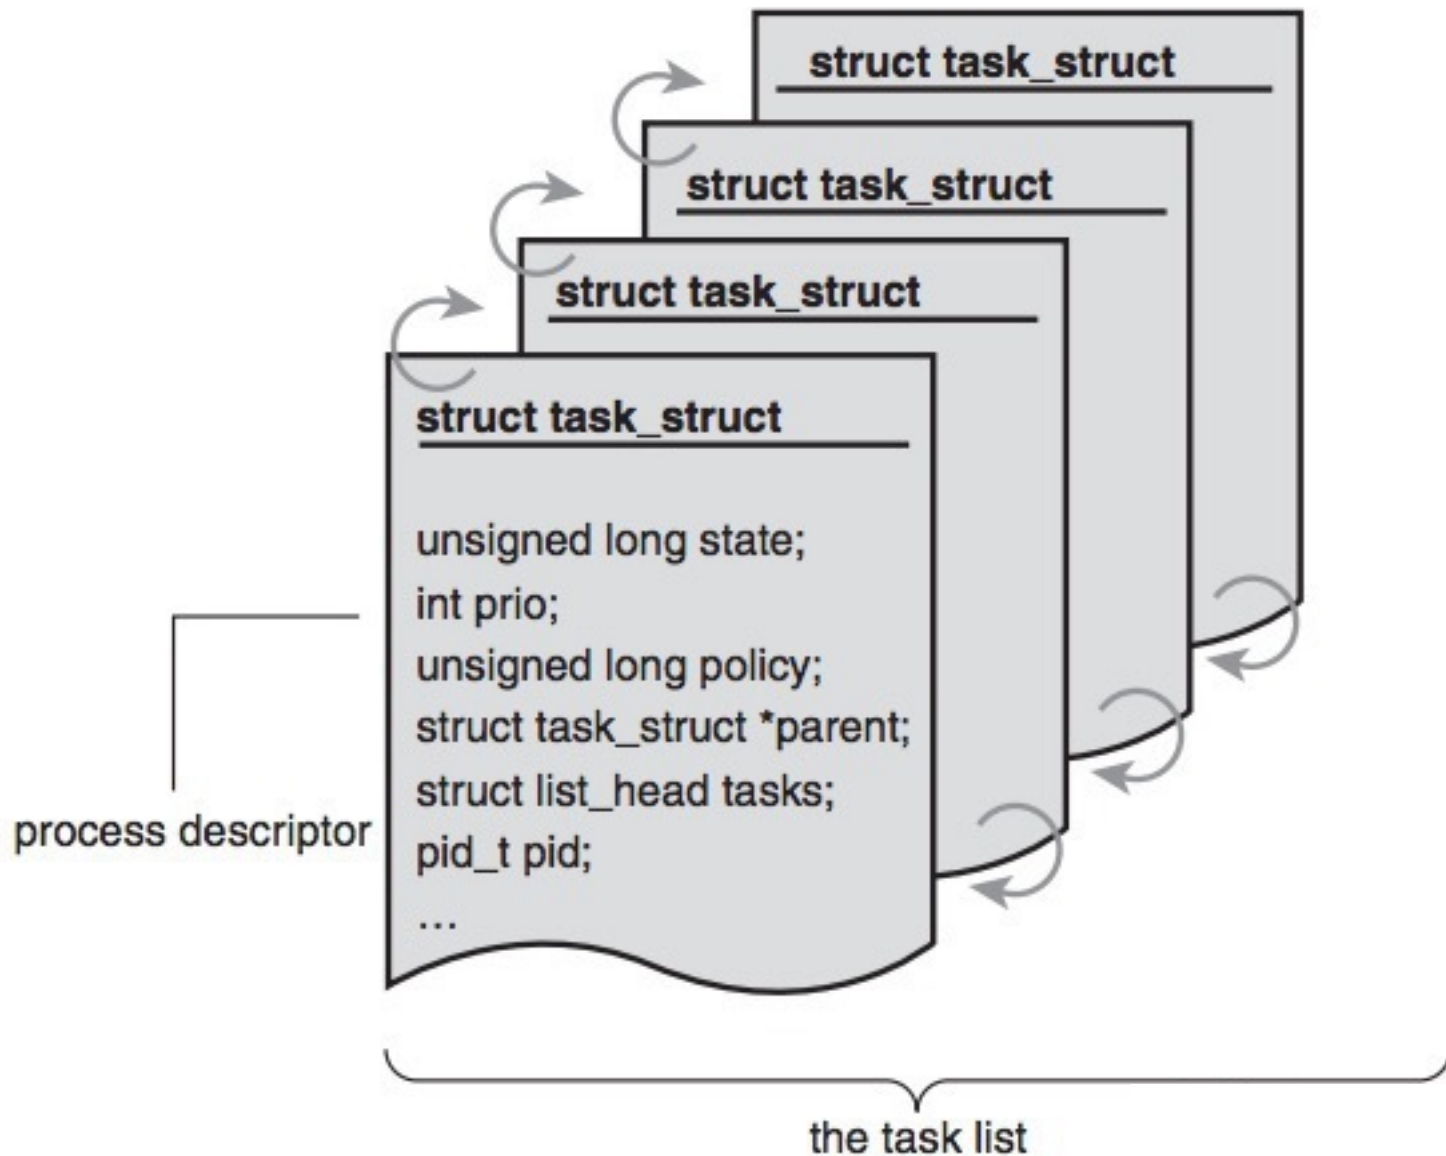 struct task_struct
struct task_struct
struct task_struct
struct task_struct
unsigned long state;
int prio;
unsigned long policy;
struct task_struct *parent;
struct list_head tasks;
pid_t pid;
...
process descriptor
the task list